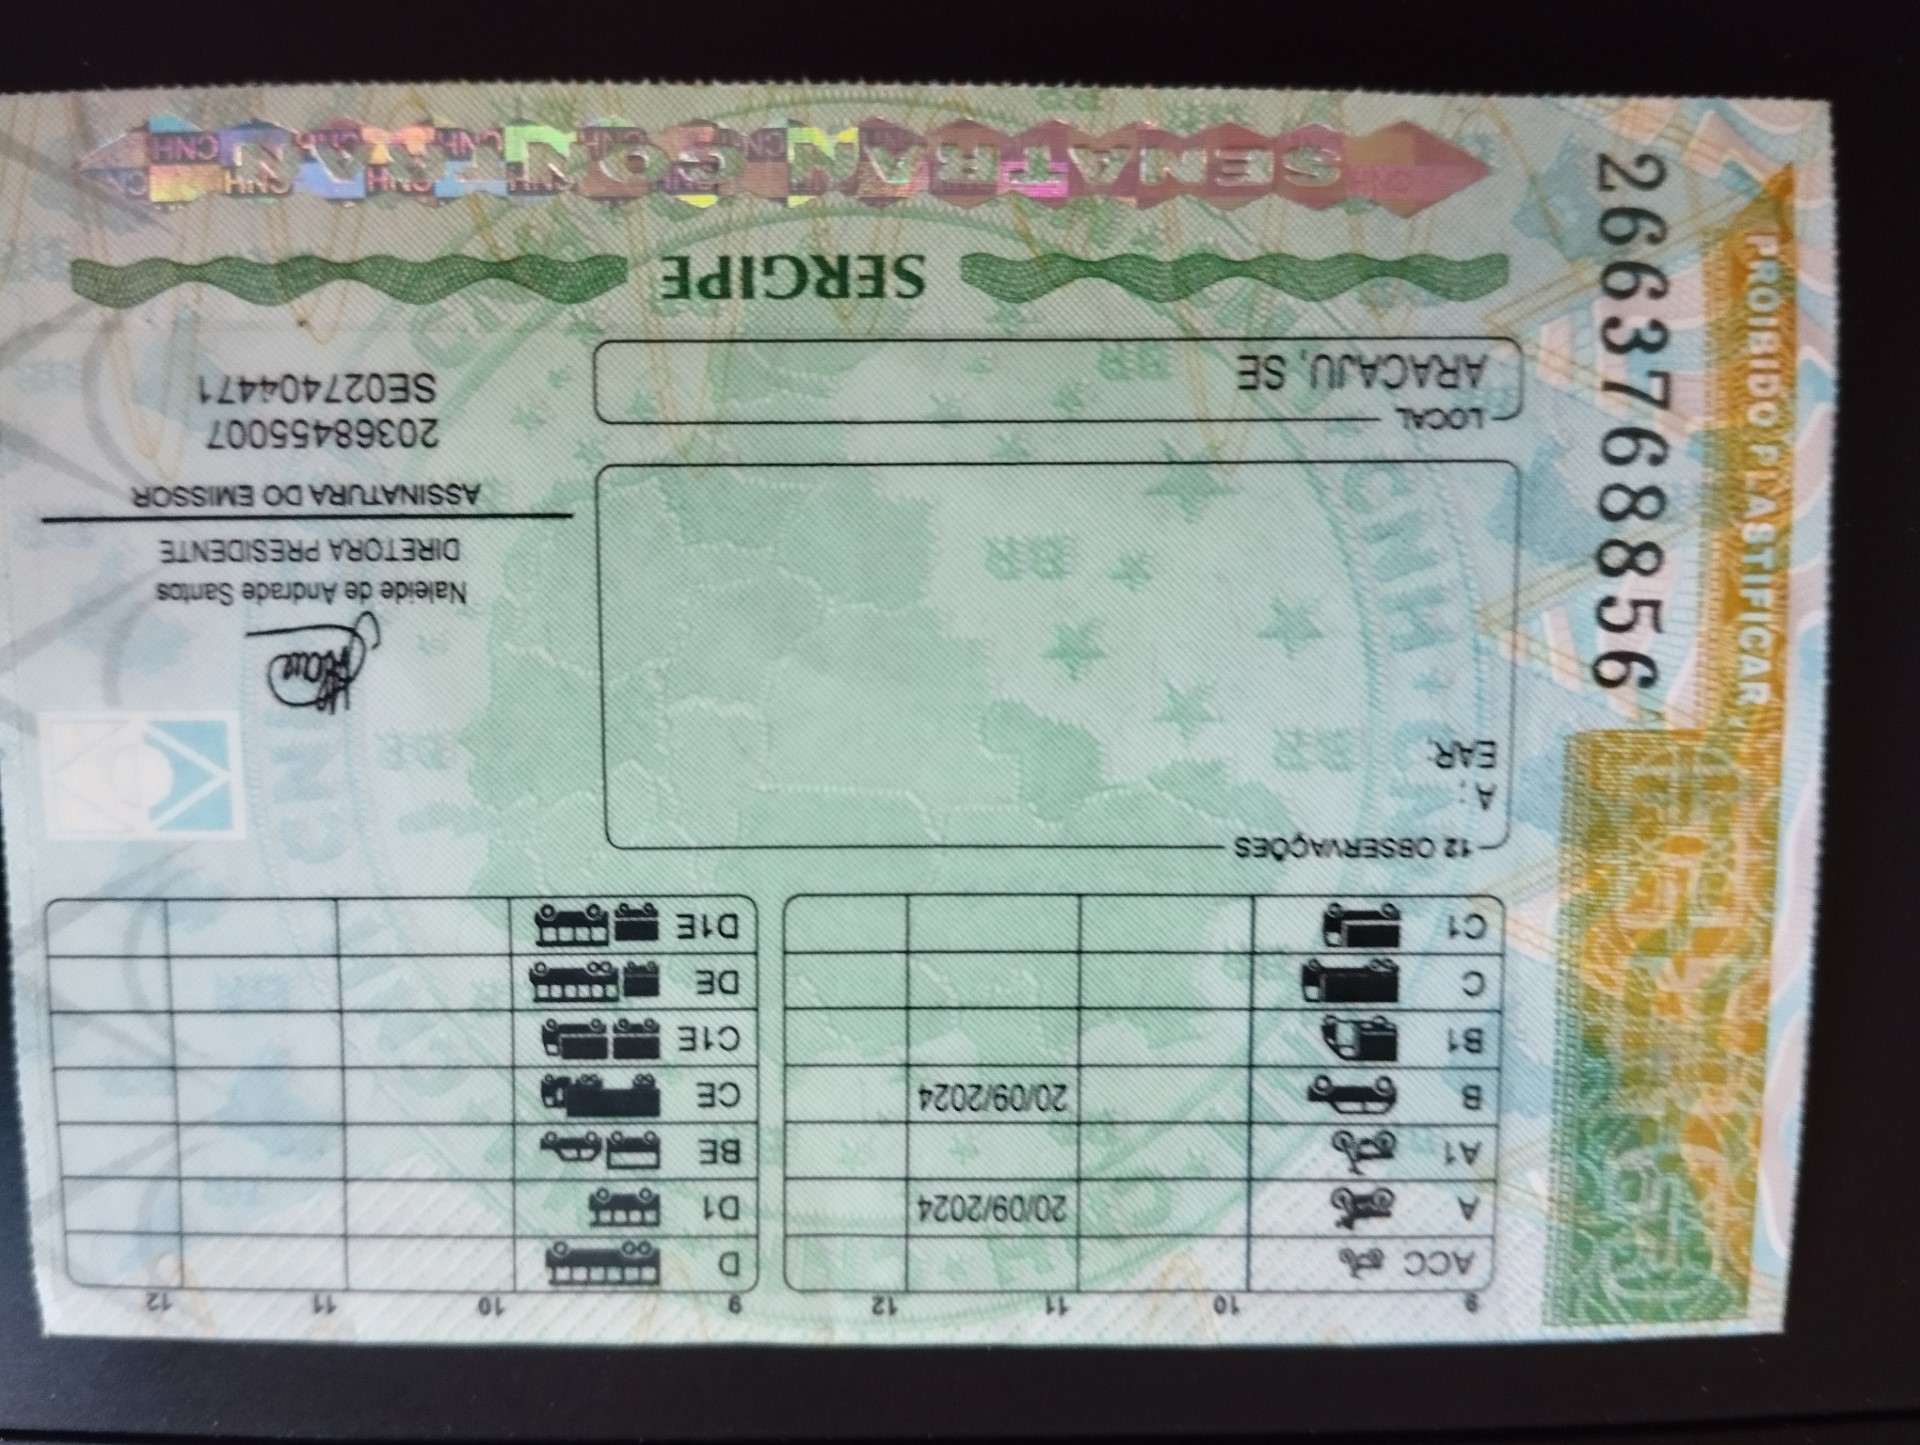 9 10 11 12
ACC
A 20/09/2024
A1
B 20/09/2024
B1
C
C1
9 10 11 12
D
D1
BE
CE
C1E
DE
D1E
12 OBSERVAÇÕES
A ;
EAR;
LOCAL
ARACAJU, SE
Naleide de Andrade Santos
DIRETORA PRESIDENTE
ASSINATURA DO EMISSOR
20368455007
SE027404471
SERGIPE
SENATRAN CONTRAN
PROIBIDO PLASTIFICAR
2663768856